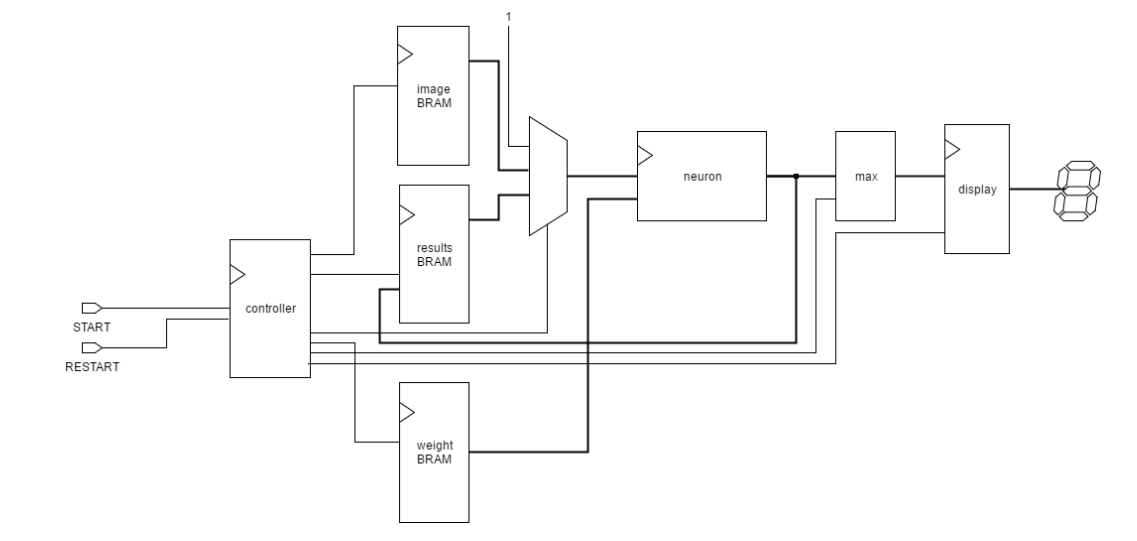 1
image
BRAM
neuron
max
display
results
BRAM
controller
START
RESTART
weight
BRAM